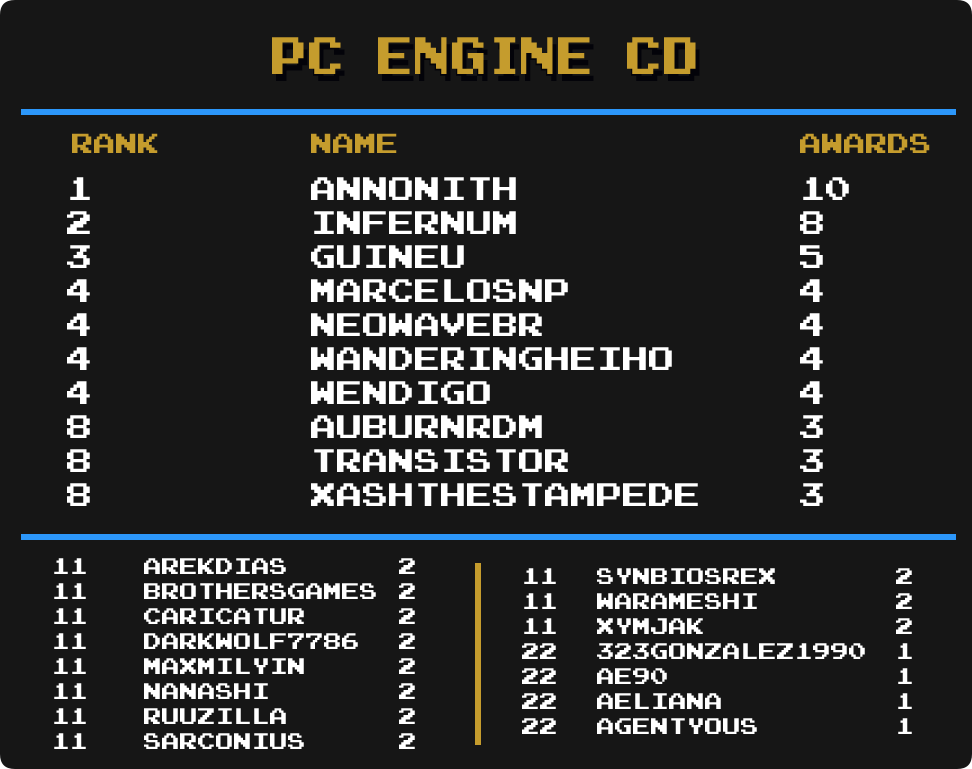 PC ENGINE CD
RANK NAME AWARDS
1 ANNONITH 10
2 INFERNUM 8
3 GUINEU 5
4 MARCELOSNP 4
4 NEOWAVEBR 4
4 WANDERINGHEIHO 4
4 WENDIGO 4
8 AUBURNRDM 3
8 TRANSISTOR 3
8 XASHTHESTAMPEDE 3
11 AREKDIAS 2
11 BROTHERSGAMES 2
11 CARICATUR 2
11 DARKWOLF7786 2
11 MAXMILYIN 2
11 NANASHI 2
11 RUUZILLA 2
11 SARCONIUS 2
11 SYNBIOSREX 2
11 WARAMESHI 2
11 XYMJAK 2
22 323GONZALEZ1990 1
22 AE90 1
22 AELIANA 1
22 AGENTYOUS 1